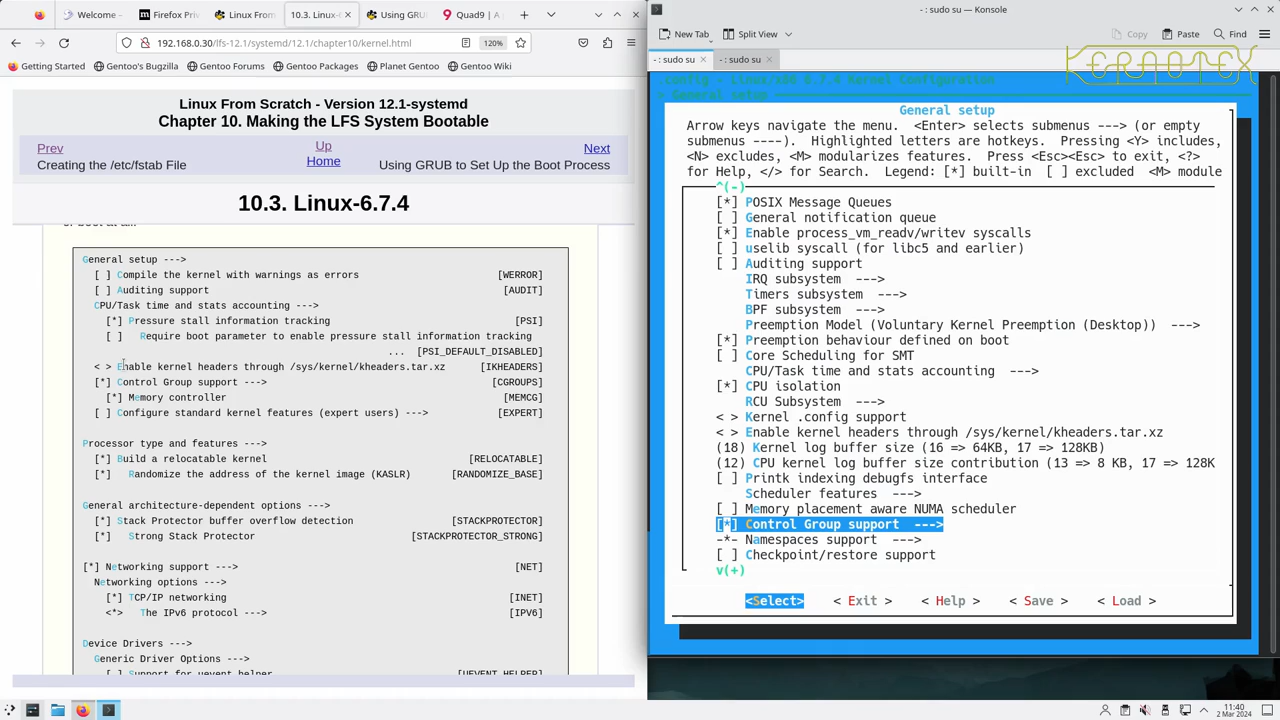 Welcome -
Firefox Priv
Linux From
10.3. Linux-
Using GRU
Quad9 | A
192.168.0.30/lfs-12.1/systemd/12.1/chapter10/kernel.html
120%
Getting Started
Gentoo's Bugzilla
Gentoo Forums
Gentoo Packages
Planet Gentoo
Gentoo Wiki
Linux From Scratch - Version 12.1-systemd
Chapter 10. Making the LFS System Bootable
Prev
Up
Next
Creating the /etc/fstab File
Home
Using GRUB to Set Up the Boot Process
10.3. Linux-6.7.4
General setup --->
[ ] Compile the kernel with warnings as errors [WERROR]
[ ] Auditing support [AUDIT]
CPU/Task time and stats accounting --->
[*] Pressure stall information tracking [PSI]
[ ] Require boot parameter to enable pressure stall information tracking
... [PSI_DEFAULT_DISABLED]
< > Enable kernel headers through /sys/kernel/kheaders.tar.xz [IKHEADERS]
[*] Control Group support ---> [CGROUPS]
[*] Memory controller [MEMCG]
[ ] Configure standard kernel features (expert users) ---> [EXPERT]
Processor type and features --->
[*] Build a relocatable kernel [RELOCATABLE]
[*] Randomize the address of the kernel image (KASLR) [RANDOMIZE_BASE]
General architecture-dependent options --->
[*] Stack Protector buffer overflow detection [STACKPROTECTOR]
[*] Strong Stack Protector [STACKPROTECTOR_STRONG]
[*] Networking support ---> [NET]
Networking options --->
[*] TCP/IP networking [INET]
<*> The IPv6 protocol ---> [IPV6]
Device Drivers --->
Generic Driver Options --->
[ ] Support for uevent helper [UEVENT_HELPER]
- : sudo su — Konsole
New Tab
Split View
Copy
Paste
Find
- : sudo su
- : sudo su
KERNOTEX
config - Linux/x86 6.7.4 Kernel Configuration
> General setup
General setup
Arrow keys navigate the menu. <Enter> selects submenus ---> (or empty
submenus ----). Highlighted letters are hotkeys. Pressing <Y> includes,
<N> excludes, <M> modularizes features. Press <Esc><Esc> to exit, <?>
for Help, </> for Search. Legend: [*] built-in [ ] excluded <M> module
^(-)
[*] POSIX Message Queues
[ ] General notification queue
[*] Enable process_vm_readv/writev syscalls
[ ] uselib syscall (for libc5 and earlier)
[ ] Auditing support
IRQ subsystem --->
Timers subsystem --->
BPF subsystem --->
Preemption Model (Voluntary Kernel Preemption (Desktop)) --->
[*] Preemption behaviour defined on boot
[ ] Core Scheduling for SMT
CPU/Task time and stats accounting --->
[*] CPU isolation
RCU Subsystem --->
< > Kernel .config support
< > Enable kernel headers through /sys/kernel/kheaders.tar.xz
(18) Kernel log buffer size (16 => 64KB, 17 => 128KB)
(12) CPU kernel log buffer size contribution (13 => 8 KB, 17 => 128K
[ ] Printk indexing debugfs interface
Scheduler features --->
[ ] Memory placement aware NUMA scheduler
[*] Control Group support --->
-*- Namespaces support --->
[ ] Checkpoint/restore support
v(+)
<Select> < Exit > < Help > < Save > < Load >
11:40
2 Mar 2024